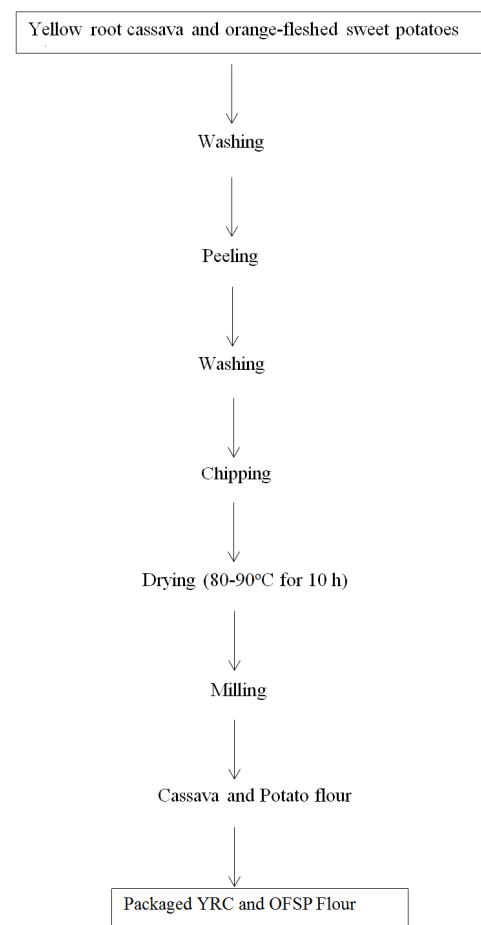 Yellow root cassava and orange-fleshed sweet potatoes
Washing
Peeling
Washing
Chipping
Drying (80-90°C for 10 h)
Milling
Cassava and Potato flour
Packaged YRC and OFSP Flour